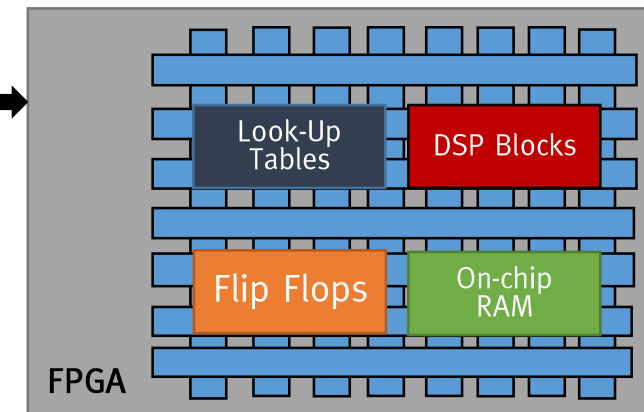 Look-Up
Tables
DSP Blocks
Flip Flops
On-chip
RAM
FPGA